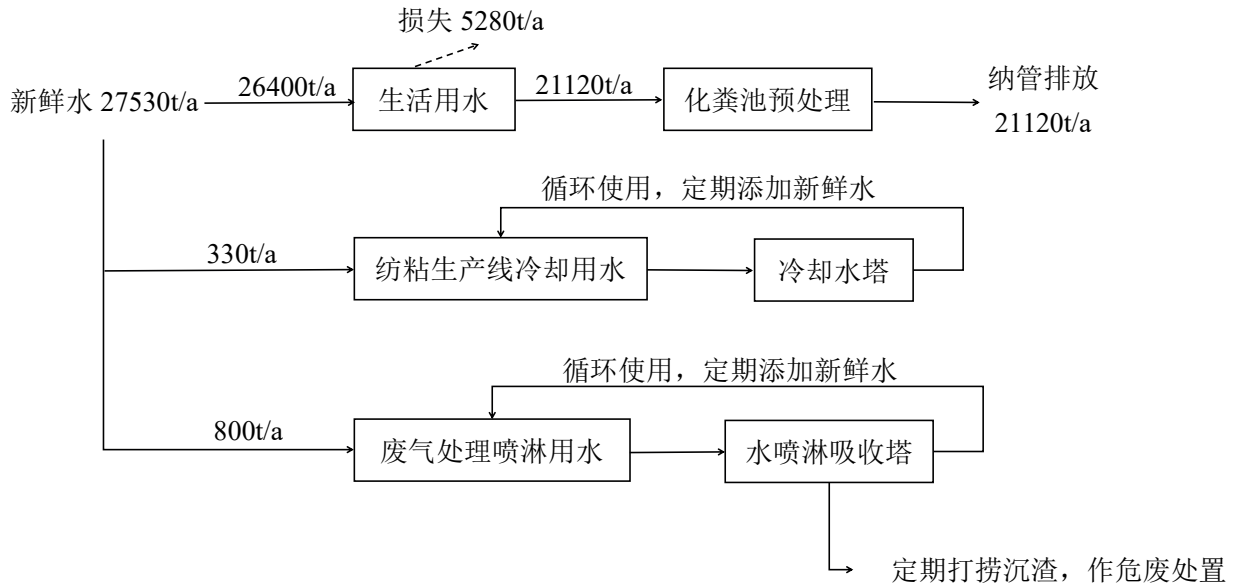 损失 5280t/a
新鲜水 27530t/a
26400t/a
生活用水
21120t/a
化粪池预处理
纳管排放
21120t/a
循环使用，定期添加新鲜水
330t/a
纺粘生产线冷却用水
冷却水塔
循环使用，定期添加新鲜水
800t/a
废气处理喷淋用水
水喷淋吸收塔
定期打捞沉渣，作危废处置